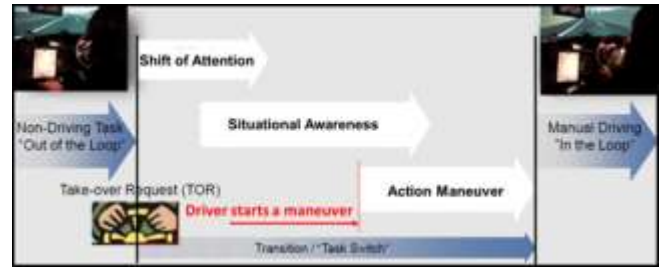 Shift of Attention
Non-Driving Task
"Out of the Loop"
Situational Awareness
Manual Driving
"In the Loop"
Take-over Request (TOR)
Action Maneuver
Driver starts a maneuver
Transition / "Task Switch"